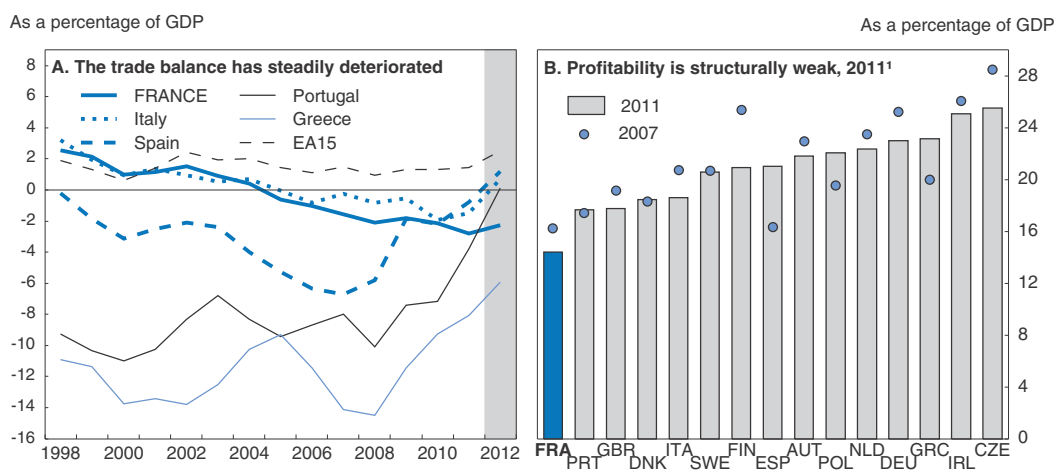 As a percentage of GDP
As a percentage of GDP
A. The trade balance has steadily deteriorated
FRANCE
Italy
Spain
Portugal
Greece
EA15
8
6
4
2
0
-2
-4
-6
-8
-10
-12
-14
-16
1998 2000 2002 2004 2006 2008 2010 2012
B. Profitability is structurally weak, 2011¹
2011
2007
28
24
20
16
12
8
4
0
FRA GBR ITA FIN AUT NLD GRC CZE
PRT DNK SWE ESP POL DEU IRL